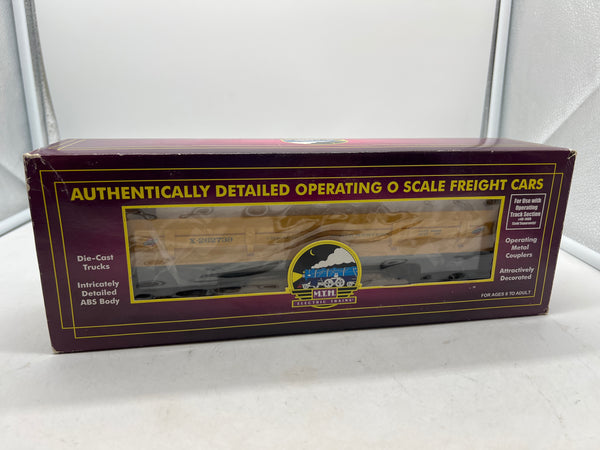 AUTHENTICALLY DETAILED OPERATING O SCALE FREIGHT CARS
For Use with
Operating
Track Section
Die-Cast
Trucks
Intricately
Detailed
ABS Body
X-262739
M.T.H.
ELECTRIC TRAINS
Operating
Metal
Couplers
Attractively
Decorated
FOR AGES 8 TO ADULT